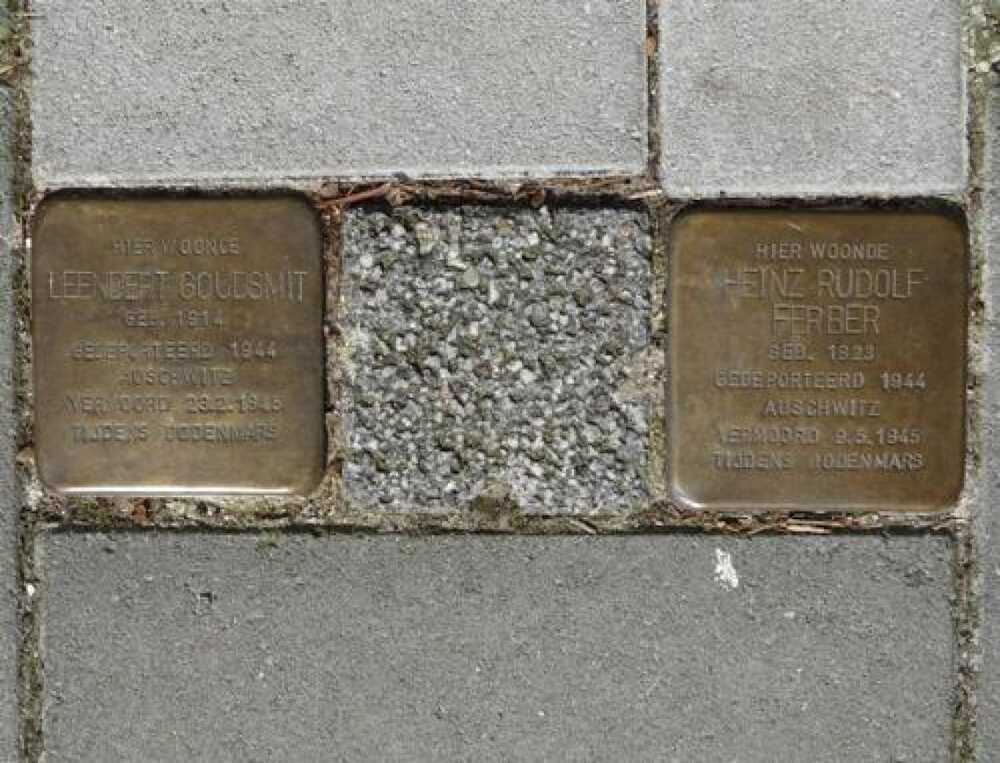 HIER WOONDE
LEENDERT GOUDSMIT
GEB. 1914
GEDEPORTEERD 1944
AUSCHWITZ
VERMOORD 23.2.1945
TIJDENS DODENMARS
HIER WOONDE
HEINZ RUDOLF
FERBER
GEB. 1923
GEDEPORTEERD 1944
AUSCHWITZ
VERMOORD 9.5.1945
TIJDENS DODENMARS